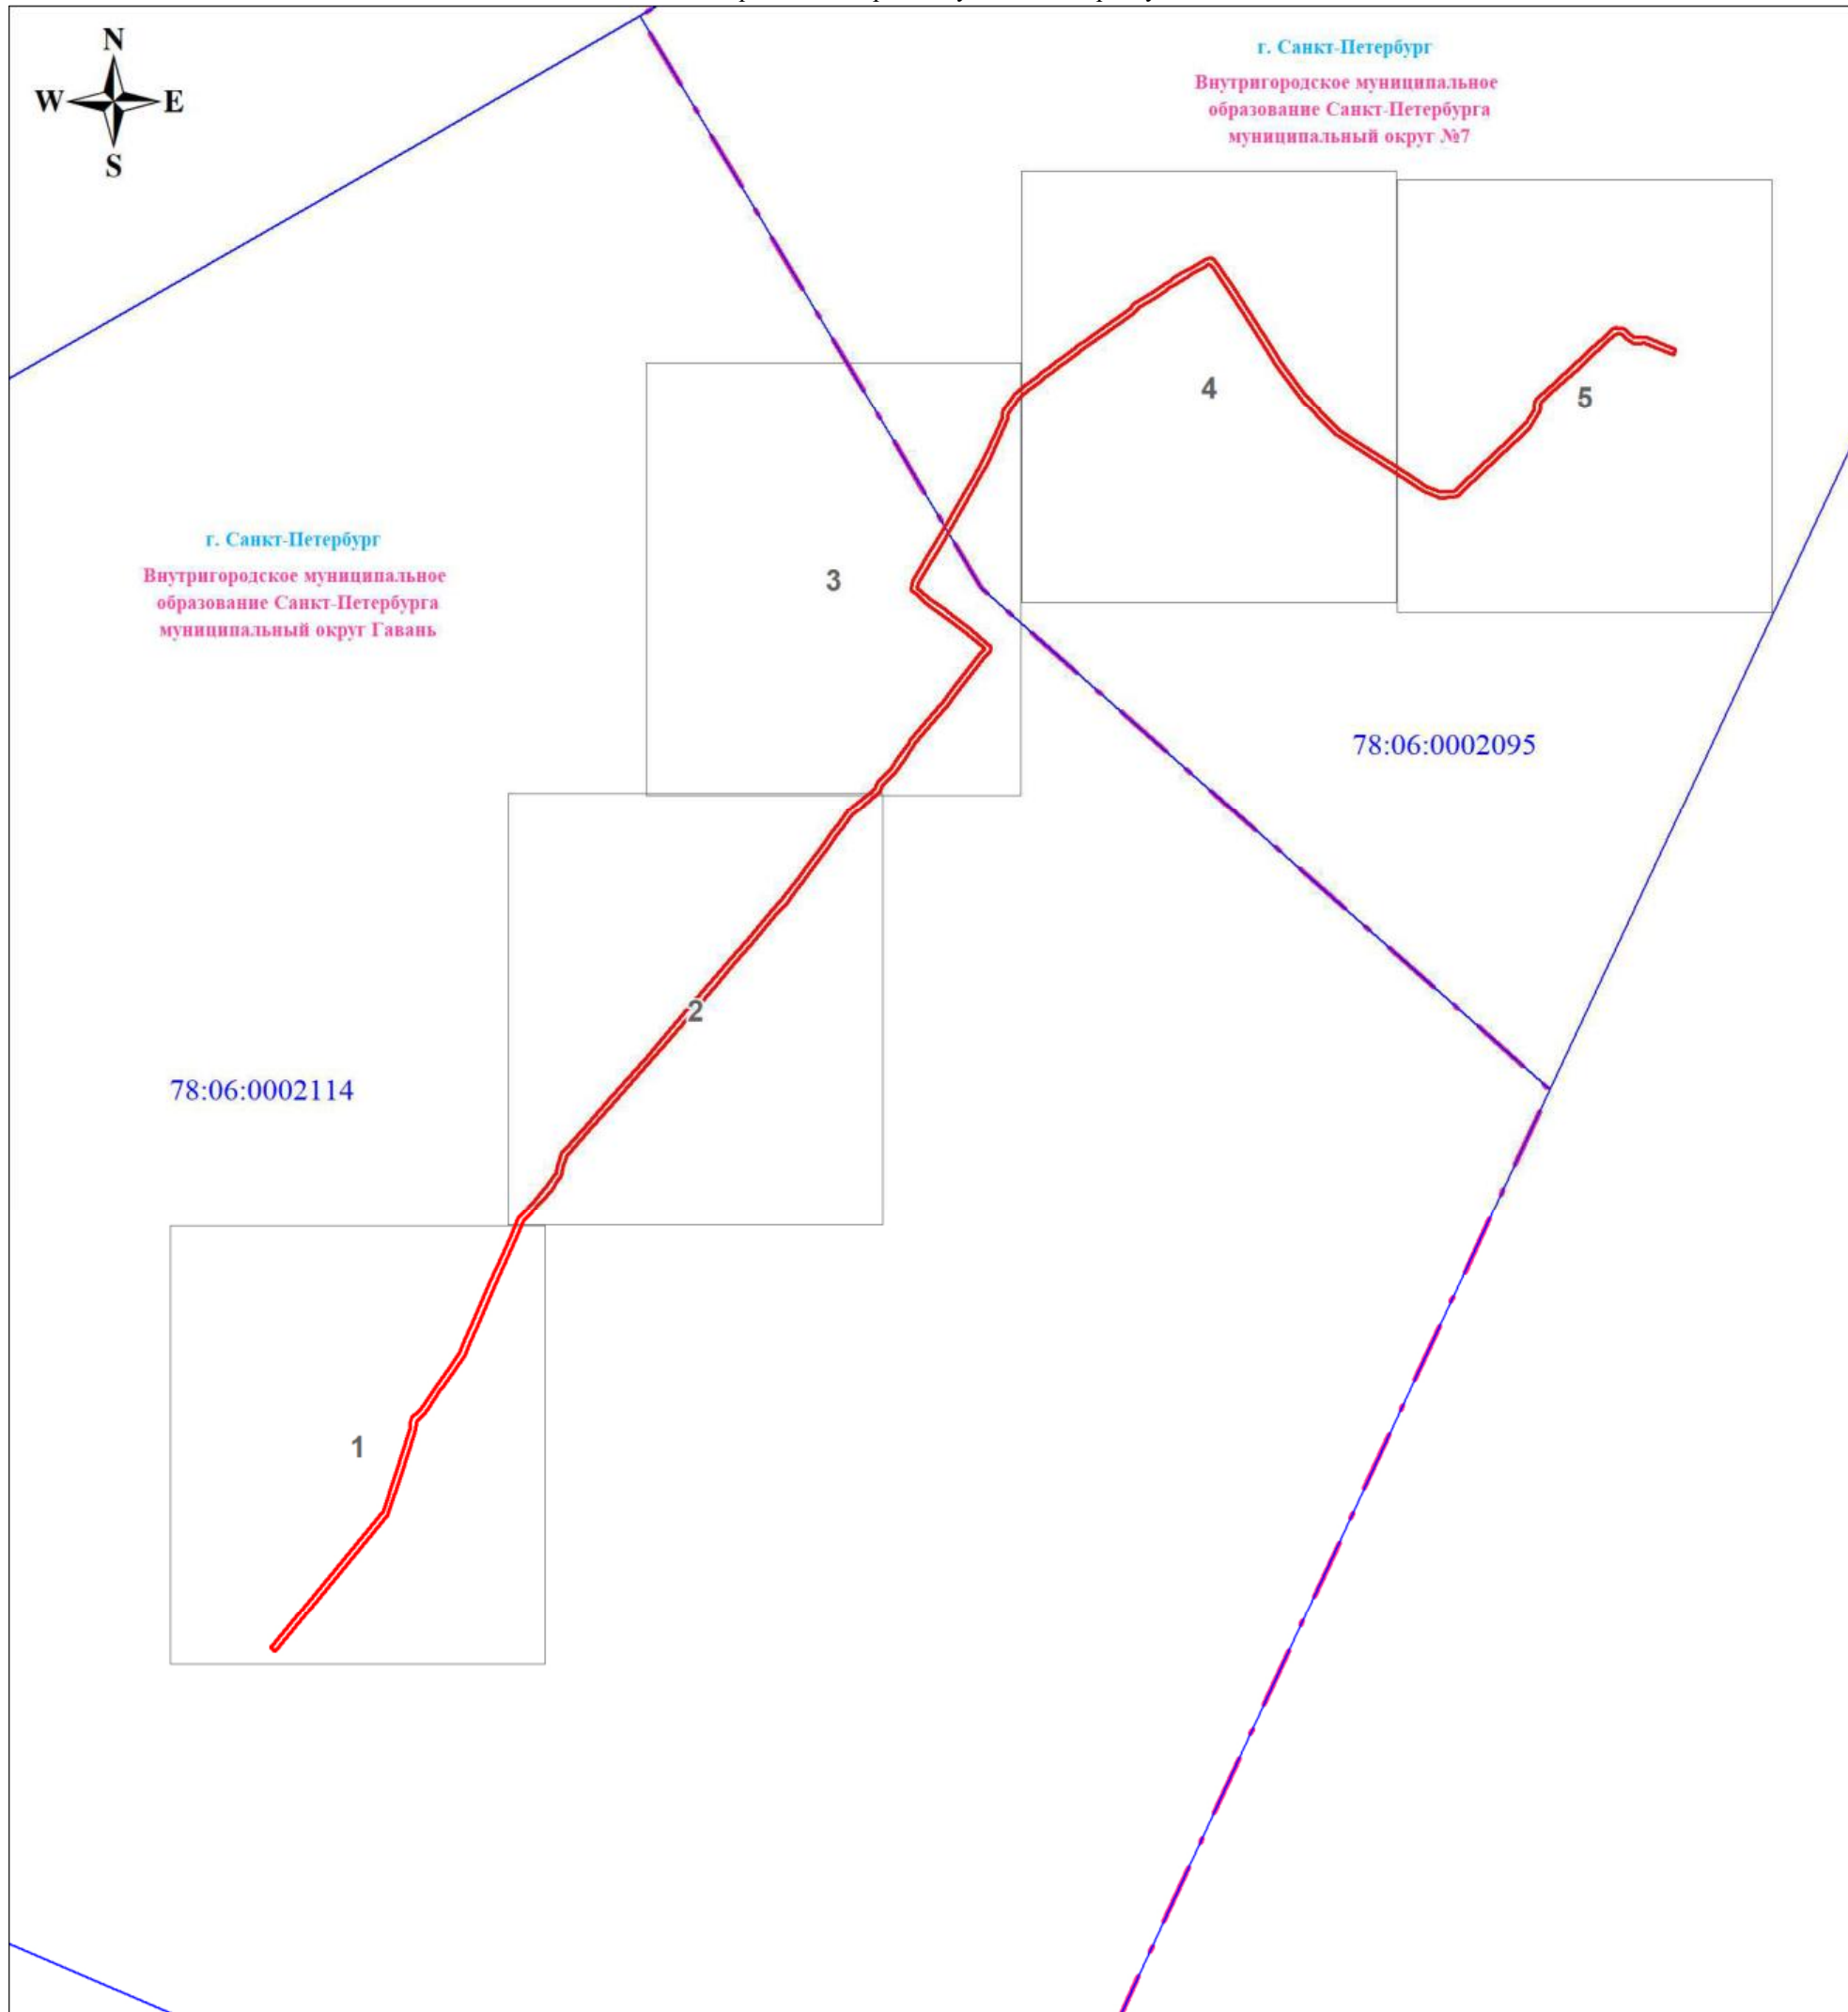 N
W E
S
г. Санкт-Петербург
Внутригородское муниципальное
образование Санкт-Петербурга
муниципальный округ №7
4
5
г. Санкт-Петербург
Внутригородское муниципальное
образование Санкт-Петербурга
муниципальный округ Гавань
3
78:06:0002095
2
78:06:0002114
1